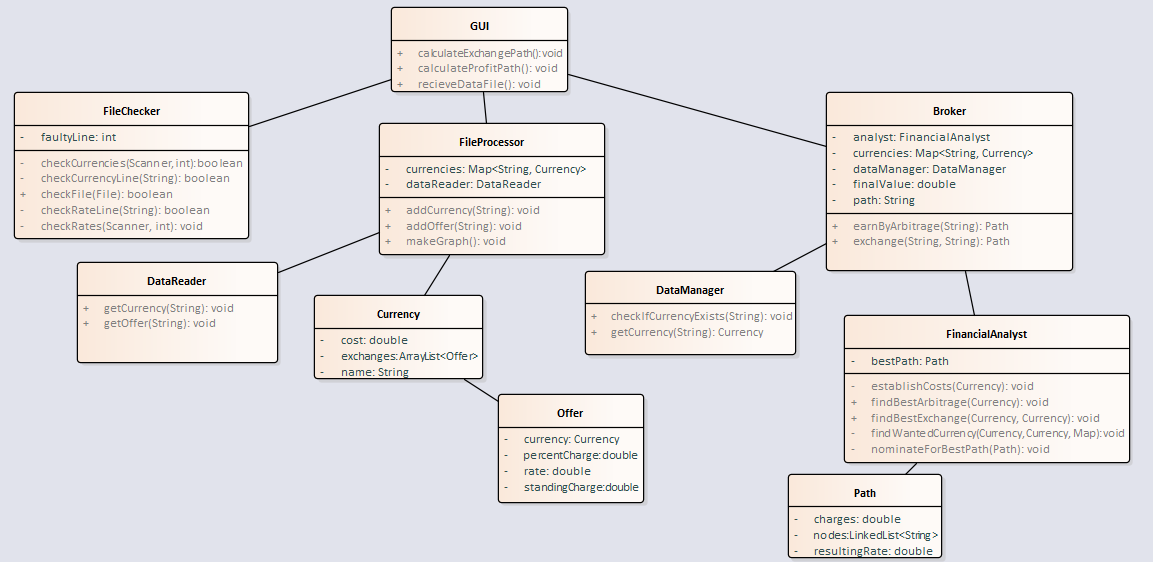 GUI
+ calculateExchangePath():void
+ calculateProfitPath(): void
+ recieveDataFile(): void
FileChecker
- faultyLine: int
- checkCurrencies(Scanner, int):boolean
- checkCurrencyLine(String): boolean
+ checkFile(File): boolean
- checkRateLine(String): boolean
- checkRates(Scanner, int): void
FileProcessor
- currencies: Map<String, Currency>
- dataReader: DataReader
+ addCurrency(String): void
+ addOffer(String): void
+ makeGraph(): void
Broker
- analyst: FinancialAnalyst
- currencies: Map<String, Currency>
- dataManager: DataManager
- finalValue: double
- path: String
+ earnByArbitrage(String): Path
+ exchange(String, String): Path
DataReader
+ getCurrency(String): void
+ getOffer(String): void
Currency
- cost: double
- exchanges:ArrayList<Offer>
- name: String
DataManager
+ checkIfCurrencyExists(String): void
+ getCurrency(String): Currency
FinancialAnalyst
- bestPath: Path
- establishCosts(Currency): void
+ findBestArbitrage(Currency): void
+ findBestExchange(Currency, Currency): void
- findWantedCurrency(Currency, Currency, Map):void
- nominateForBestPath(Path): void
Offer
- currency: Currency
- percentCharge:double
- rate: double
- standingCharge:double
Path
- charges: double
- nodes:LinkedList<String>
- resultingRate: double